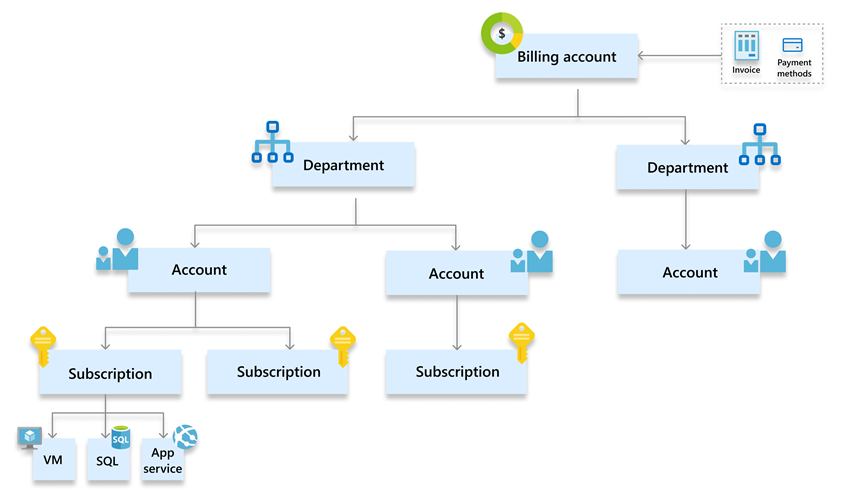 $
Billing account
Invoice
Payment
methods
Department
Department
Account
Account
Account
Subscription
Subscription
Subscription
VM
SQL
SQL
App
service